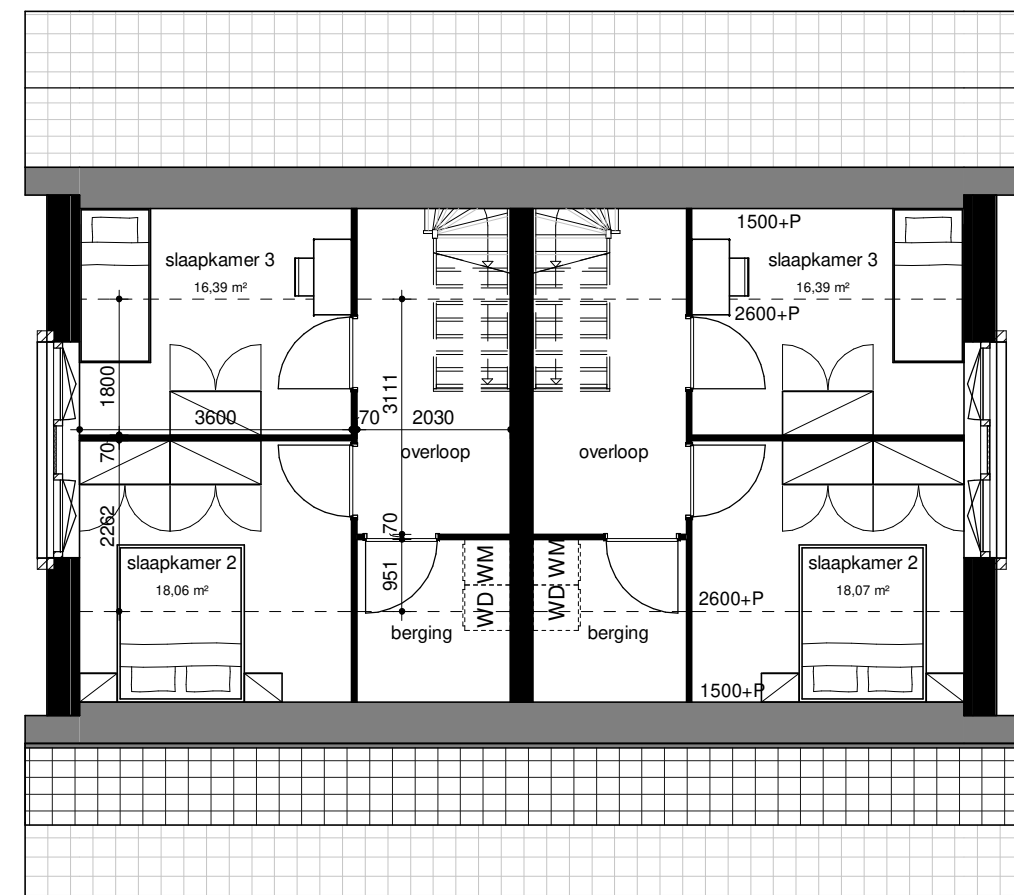 1500+P
slaapkamer 3
16,39 m²
slaapkamer 3
16,39 m²
2600+P
1800
3111
3600
70
2030
70
overloop
overloop
2262
70
slaapkamer 2
18,06 m²
951
WD WM
WD WM
slaapkamer 2
18,07 m²
2600+P
berging
berging
1500+P